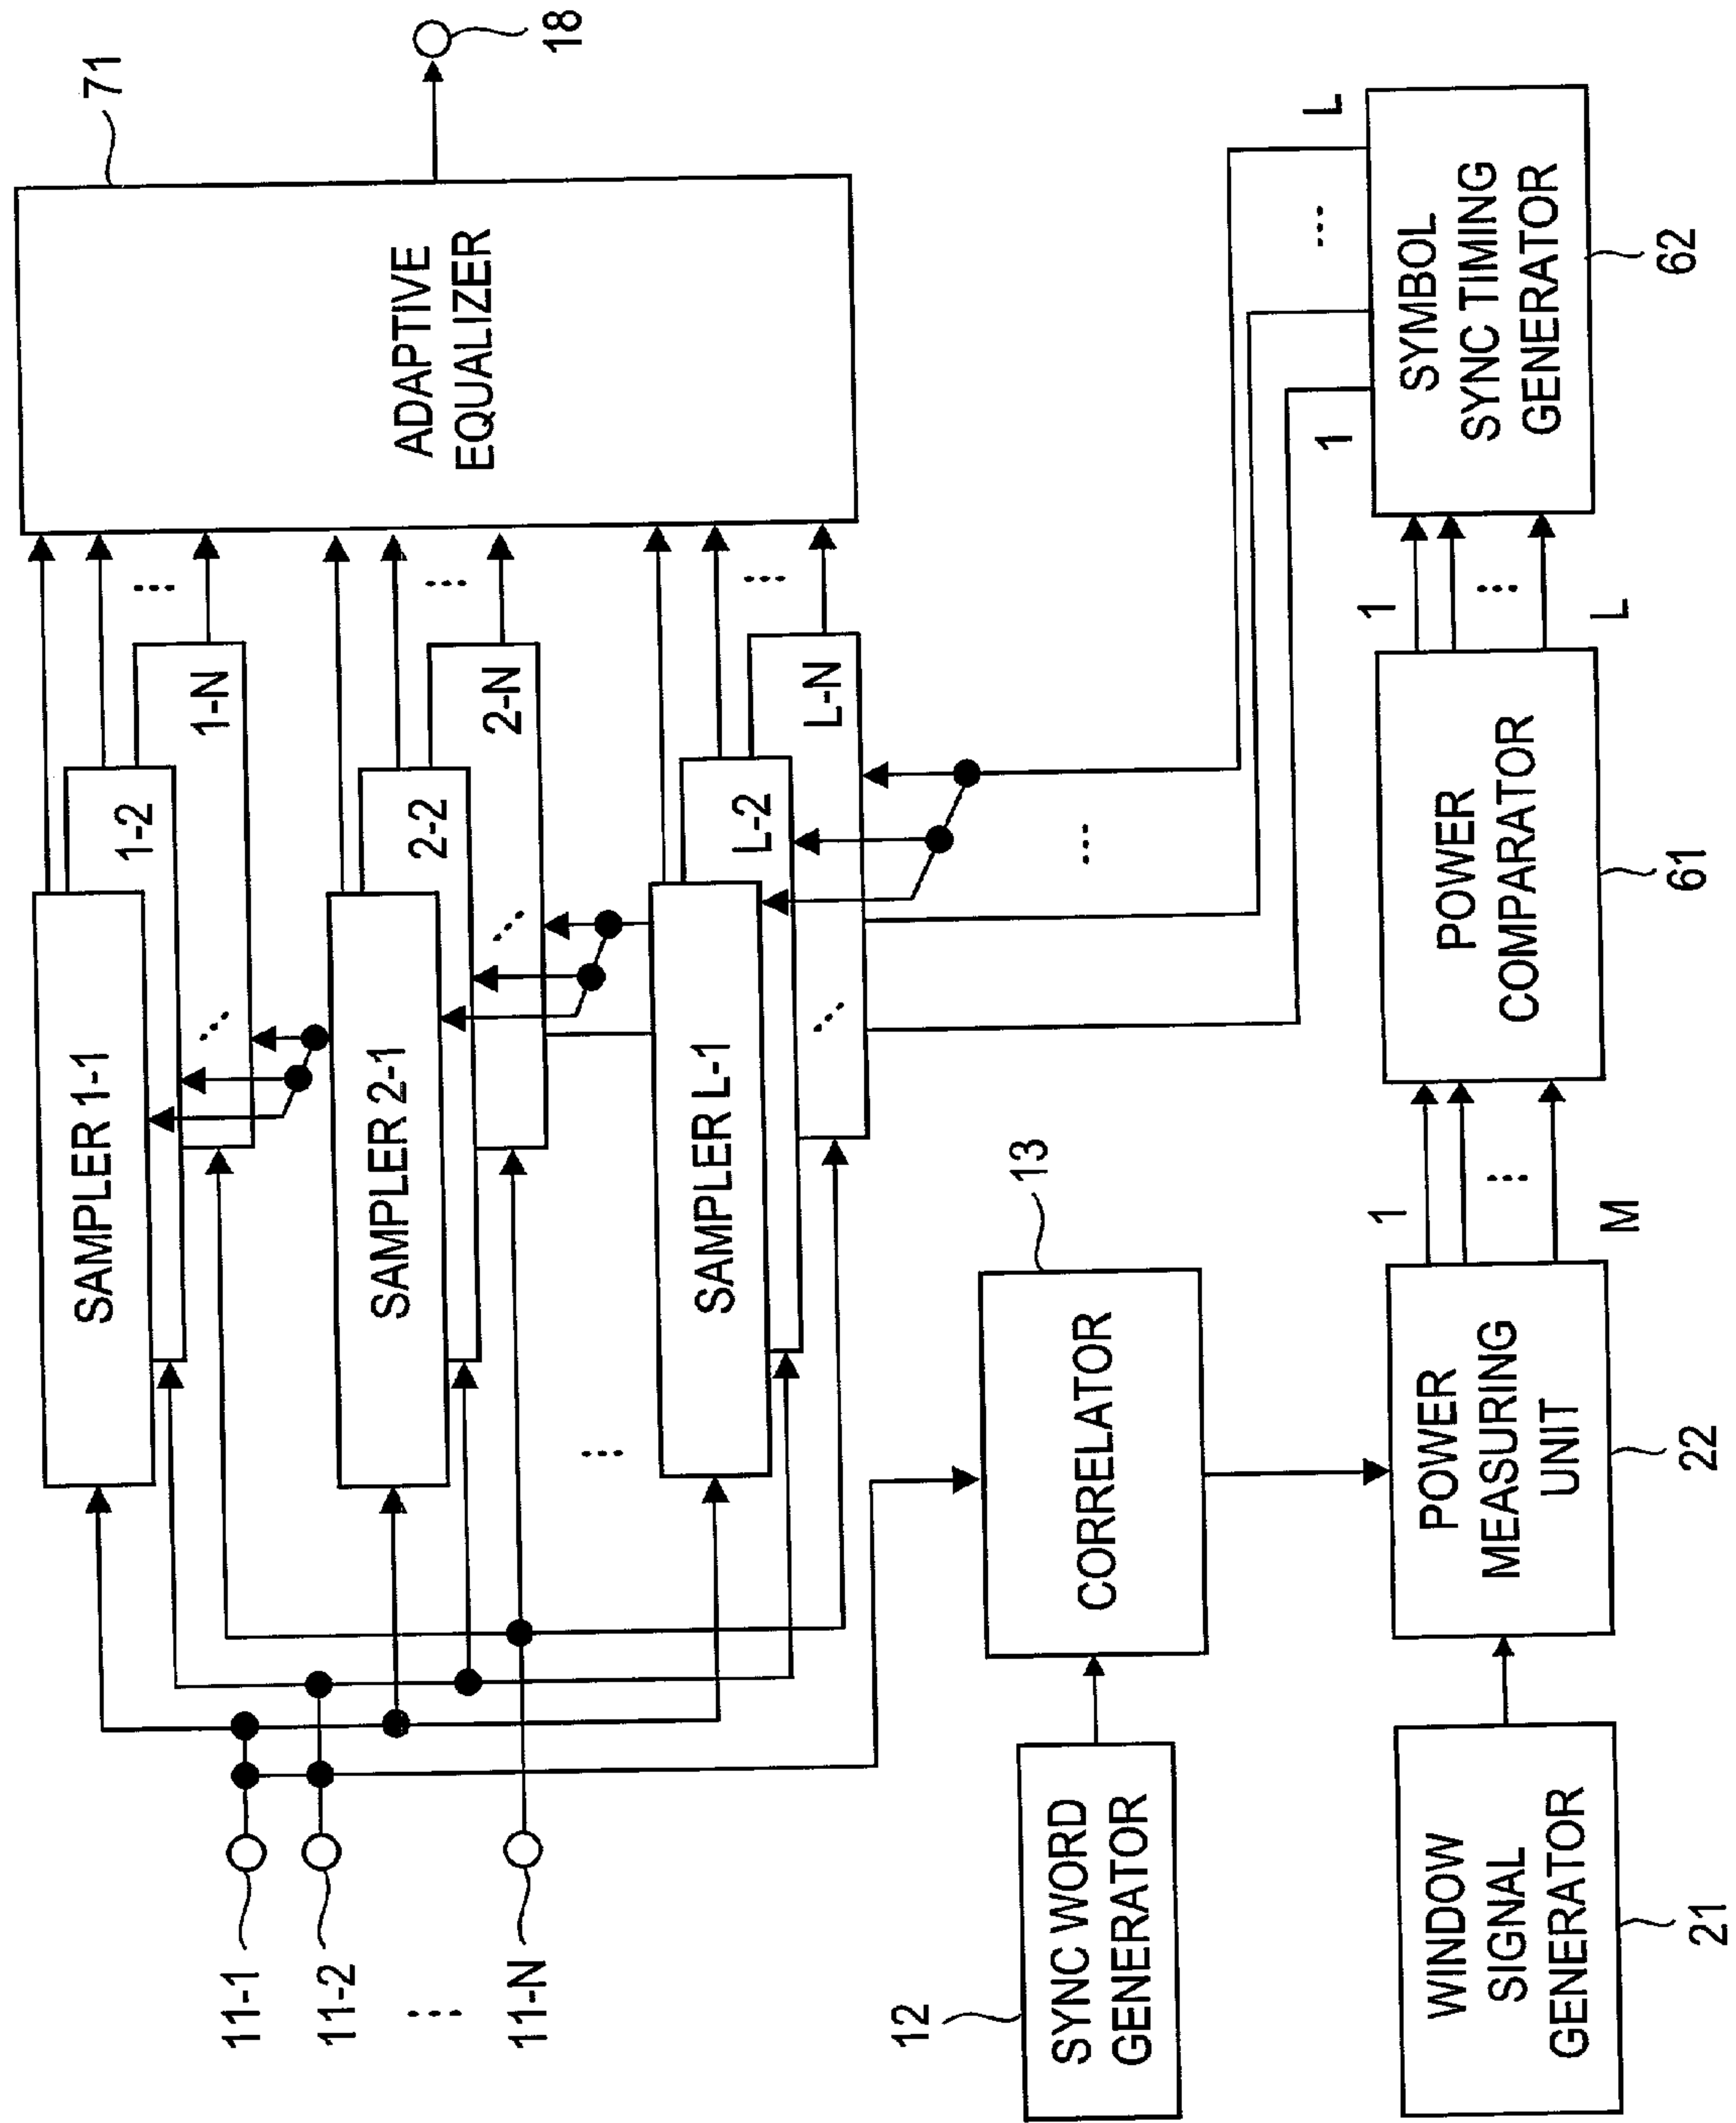 11-1
11-2
11-N
SAMPLER 1-1
1-2
1-N
SAMPLER 2-1
2-2
2-N
SAMPLER L-1
L-2
L-N
ADAPTIVE
EQUALIZER
71
18
12
SYNC WORD
GENERATOR
CORRELATOR
13
WINDOW
SIGNAL
GENERATOR
21
POWER
MEASURING
UNIT
22
1
M
POWER
COMPARATOR
61
1
L
SYMBOL
SYNC TIMING
GENERATOR
62
1
L